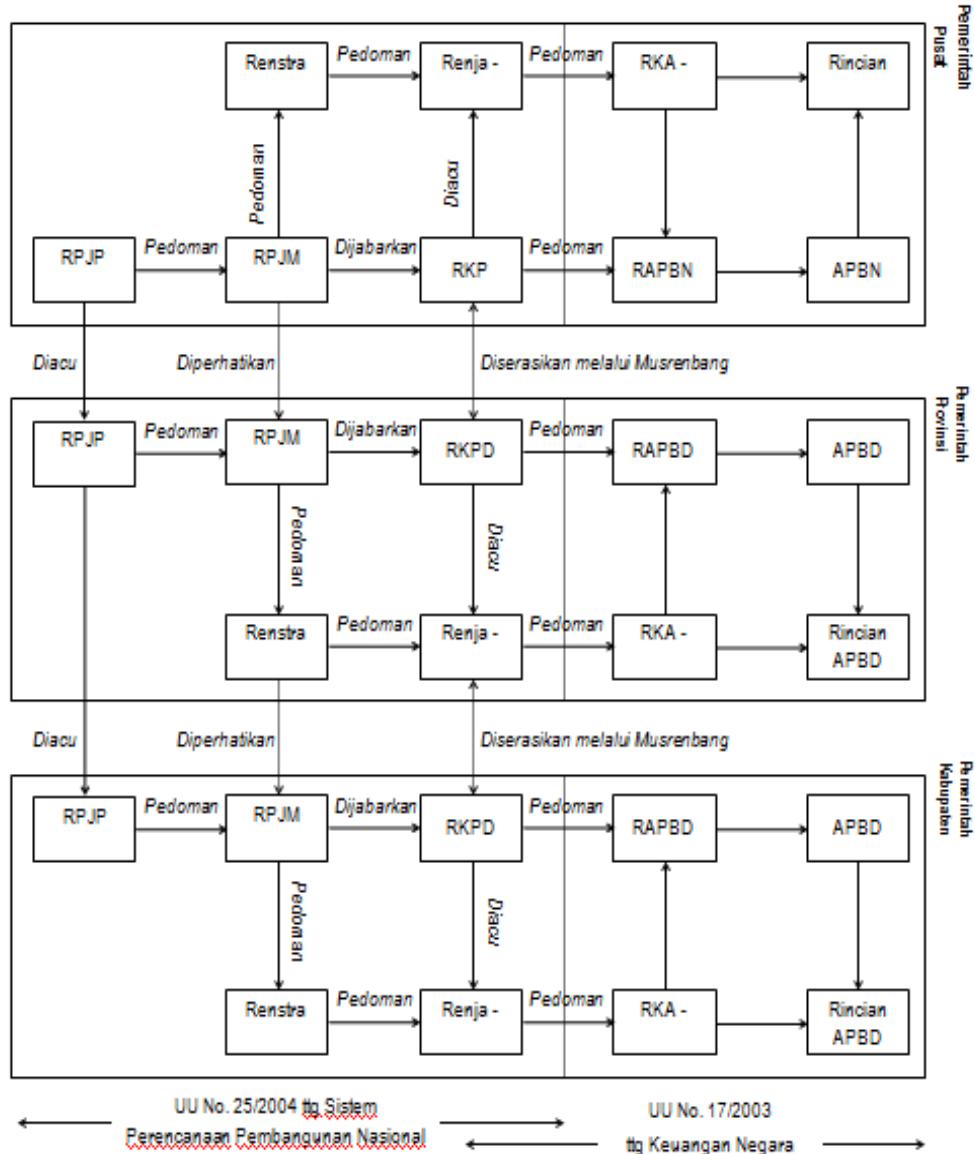 Pemerintah
Pusat
Renstra
Pedoman
Renja -
Pedoman
RKA -
Rincian
Pedoman
Diacu
RPJP
Pedoman
RPJM
Dijabarkan
RKP
Pedoman
RAPBN
APBN
Diacu
Diperhatikan
Diserasikan melalui Musrenbang
Pemerintah
Provinsi
RPJP
Pedoman
RPJM
Dijabarkan
RKPD
Pedoman
RAPBD
APBD
Pedoman
Diacu
Renstra
Pedoman
Renja -
Pedoman
RKA -
Rincian
APBD
Diacu
Diperhatikan
Diserasikan melalui Musrenbang
Pemerintah
Kabupaten
RPJP
Pedoman
RPJM
Dijabarkan
RKPD
Pedoman
RAPBD
APBD
Pedoman
Diacu
Renstra
Pedoman
Renja -
Pedoman
RKA -
Rincian
APBD
UU No. 25/2004 ttg Sistem
Perencanaan Pembangunan Nasional
UU No. 17/2003
ttg Keuangan Negara